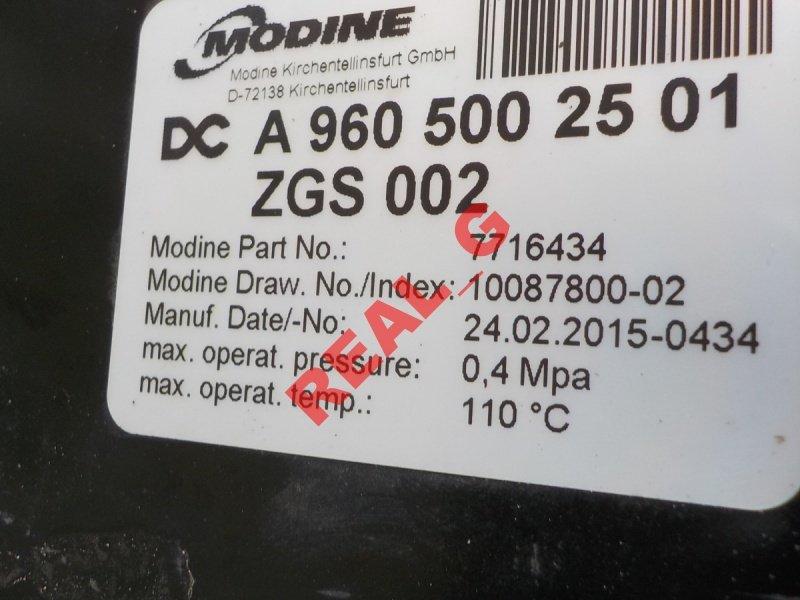 MODINE
Modine Kirchentellinsfurt GmbH
D-72138 Kirchentellinsfurt
DC A 960 500 25 01
ZGS 002
Modine Part No.: 7716434
Modine Draw. No./Index: 10087800-02
Manuf. Date/-No: 24.02.2015-0434
max. operat. pressure: 0,4 Mpa
max. operat. temp.: 110 °C
REAL_G